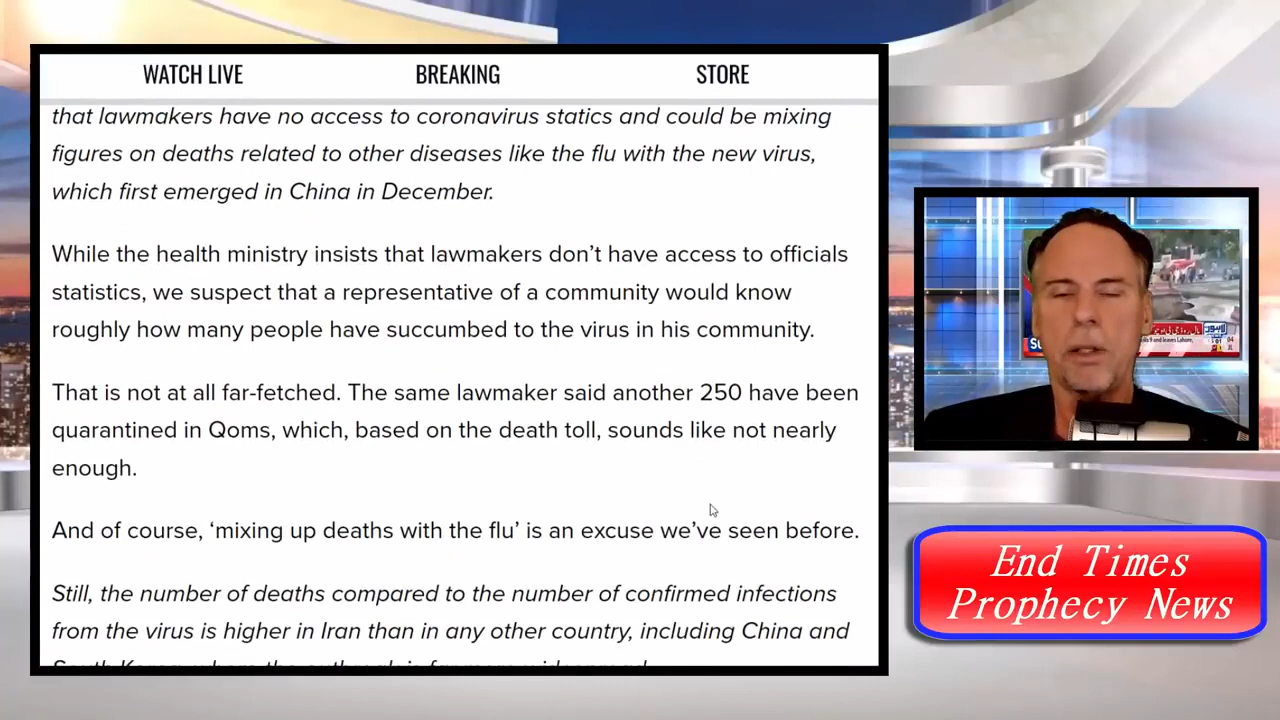 WATCH LIVE BREAKING STORE
that lawmakers have no access to coronavirus statics and could be mixing
figures on deaths related to other diseases like the flu with the new virus,
which first emerged in China in December.
While the health ministry insists that lawmakers don’t have access to officials
statistics, we suspect that a representative of a community would know
roughly how many people have succumbed to the virus in his community.
That is not at all far-fetched. The same lawmaker said another 250 have been
quarantined in Qoms, which, based on the death toll, sounds like not nearly
enough.
And of course, ‘mixing up deaths with the flu’ is an excuse we’ve seen before.
Still, the number of deaths compared to the number of confirmed infections
from the virus is higher in Iran than in any other country, including China and
End Times
Prophecy News